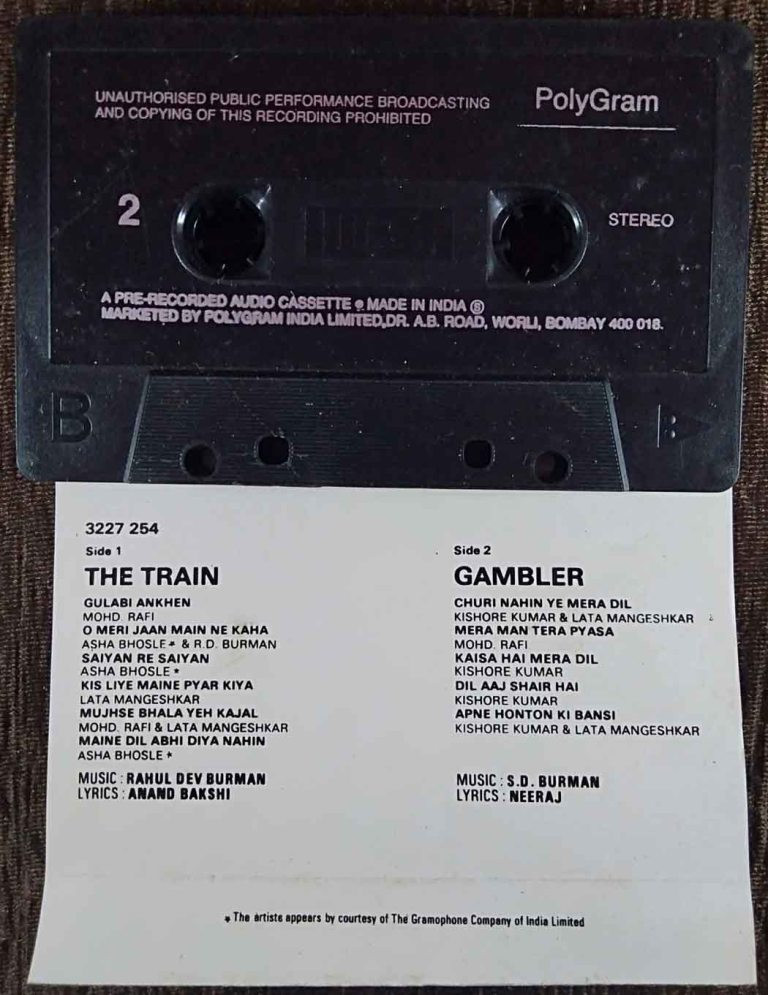 UNAUTHORISED PUBLIC PERFORMANCE BROADCASTING
AND COPYING OF THIS RECORDING PROHIBITED
PolyGram
2
STEREO
A PRE-RECORDED AUDIO CASSETTE ● MADE IN INDIA Ⓑ
MARKETED BY POLYGRAM INDIA LIMITED,DR. A.B. ROAD, WORLI, BOMBAY 400 018.
B
B
3227 254
Side 1
THE TRAIN
GULABI ANKHEN
MOHD. RAFI
O MERI JAAN MAIN NE KAHA
ASHA BHOSLE * & R.D. BURMAN
SAIYAN RE SAIYAN
ASHA BHOSLE *
KIS LIYE MAINE PYAR KIYA
LATA MANGESHKAR
MUJHSE BHALA YEH KAJAL
MOHD. RAFI & LATA MANGESHKAR
MAINE DIL ABHI DIYA NAHIN
ASHA BHOSLE *
MUSIC : RAHUL DEV BURMAN
LYRICS : ANAND BAKSHI
Side 2
GAMBLER
CHURI NAHIN YE MERA DIL
KISHORE KUMAR & LATA MANGESHKAR
MERA MAN TERA PYASA
MOHD. RAFI
KAISA HAI MERA DIL
KISHORE KUMAR
DIL AAJ SHAIR HAI
KISHORE KUMAR
APNE HONTON KI BANSI
KISHORE KUMAR & LATA MANGESHKAR
MUSIC : S.D. BURMAN
LYRICS : NEERAJ
* The artiste appears by courtesy of The Gramophone Company of India Limited